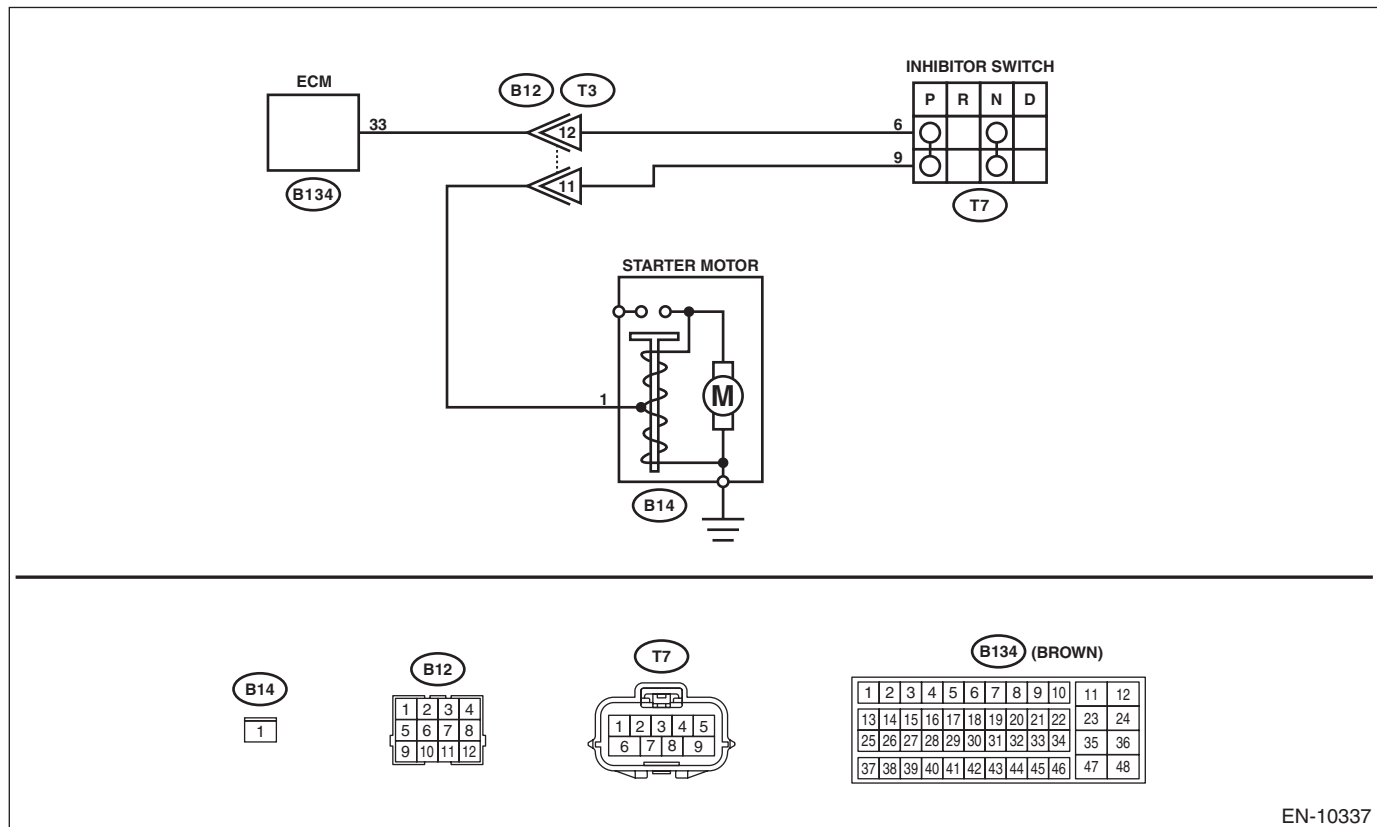 INHIBITOR SWITCH
ECM
B12 T3
P R N D
33
12
6
9
11
B134
T7
STARTER MOTOR
M
1
B14
B14
1
B12
1 2 3 4
5 6 7 8
9 10 11 12
T7
1 2 3 4 5
6 7 8 9
B134 (BROWN)
1 2 3 4 5 6 7 8 9 10 11 12
13 14 15 16 17 18 19 20 21 22 23 24
25 26 27 28 29 30 31 32 33 34 35 36
37 38 39 40 41 42 43 44 45 46 47 48
EN-10337